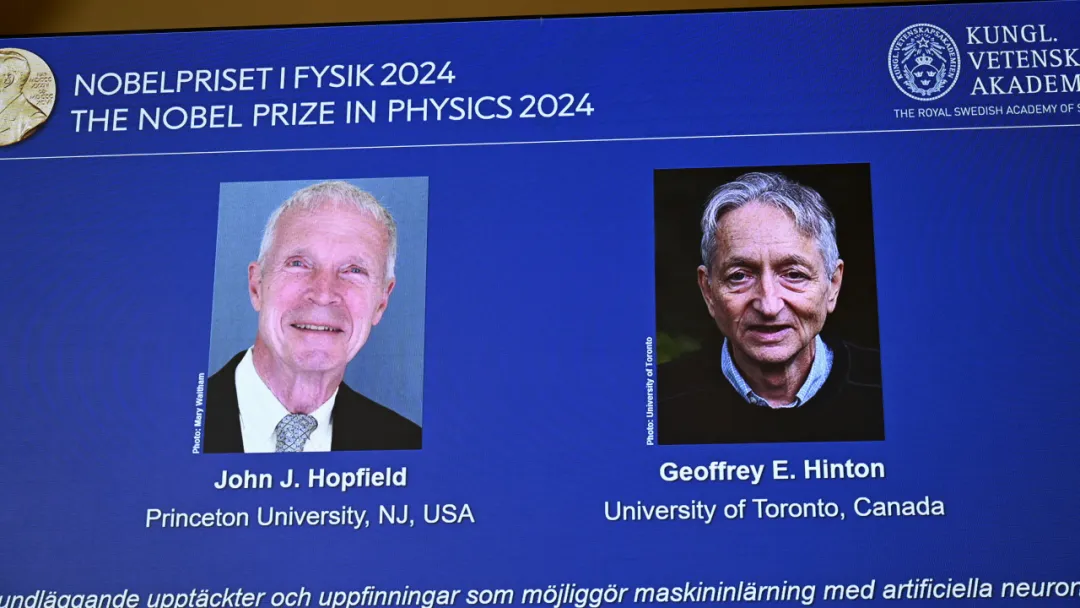 NOBELPRISET I FYSIK 2024
THE NOBEL PRIZE IN PHYSICS 2024
KUNGL.
VETENSK
AKADEM
THE ROYAL SWEDISH ACADEMY OF S
Photo: Mary Waltham
Photo: University of Toronto
John J. Hopfield
Princeton University, NJ, USA
Geoffrey E. Hinton
University of Toronto, Canada
undläggande upptäckter och uppfinningar som möjliggör maskininlärning med artificiella neuron